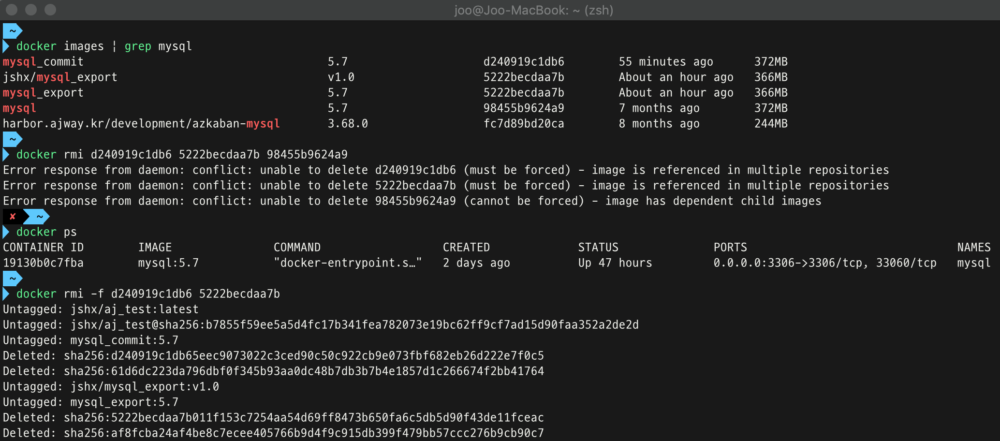 joo@Joo-MacBook: ~ (zsh)
~
docker images | grep mysql
mysql_commit 5.7 d240919c1db6 55 minutes ago 372MB
jshx/mysql_export v1.0 5222becdaa7b About an hour ago 366MB
mysql_export 5.7 5222becdaa7b About an hour ago 366MB
mysql 5.7 98455b9624a9 7 months ago 372MB
harbor.ajway.kr/development/azkaban-mysql 3.68.0 fc7d89bd20ca 8 months ago 244MB
~
docker rmi d240919c1db6 5222becdaa7b 98455b9624a9
Error response from daemon: conflict: unable to delete d240919c1db6 (must be forced) - image is referenced in multiple repositories
Error response from daemon: conflict: unable to delete 5222becdaa7b (must be forced) - image is referenced in multiple repositories
Error response from daemon: conflict: unable to delete 98455b9624a9 (cannot be forced) - image has dependent child images
✘ ~
docker ps
CONTAINER ID IMAGE COMMAND CREATED STATUS PORTS NAMES
19130b0c7fba mysql:5.7 "docker-entrypoint.s…" 2 days ago Up 47 hours 0.0.0.0:3306->3306/tcp, 33060/tcp mysql
~
docker rmi -f d240919c1db6 5222becdaa7b
Untagged: jshx/aj_test:latest
Untagged: jshx/aj_test@sha256:b7855f59ee5a5d4fc17b341fea782073e19bc62ff9cf7ad15d90faa352a2de2d
Untagged: mysql_commit:5.7
Deleted: sha256:d240919c1db65eec9073022c3ced90c50c922cb9e073fbf682eb26d222e7f0c5
Deleted: sha256:61d6dc223da796dbf0f345b93aa0dc48b7db3b7b4e1857d1c266674f2bb41764
Untagged: jshx/mysql_export:v1.0
Untagged: mysql_export:5.7
Deleted: sha256:5222becdaa7b011f153c7254aa54d69ff8473b650fa6c5db5d90f43de11fceac
Deleted: sha256:af8fcba24af4be8c7ecee405766b9d4f9c915db399f479bb57ccc276b9cb90c7